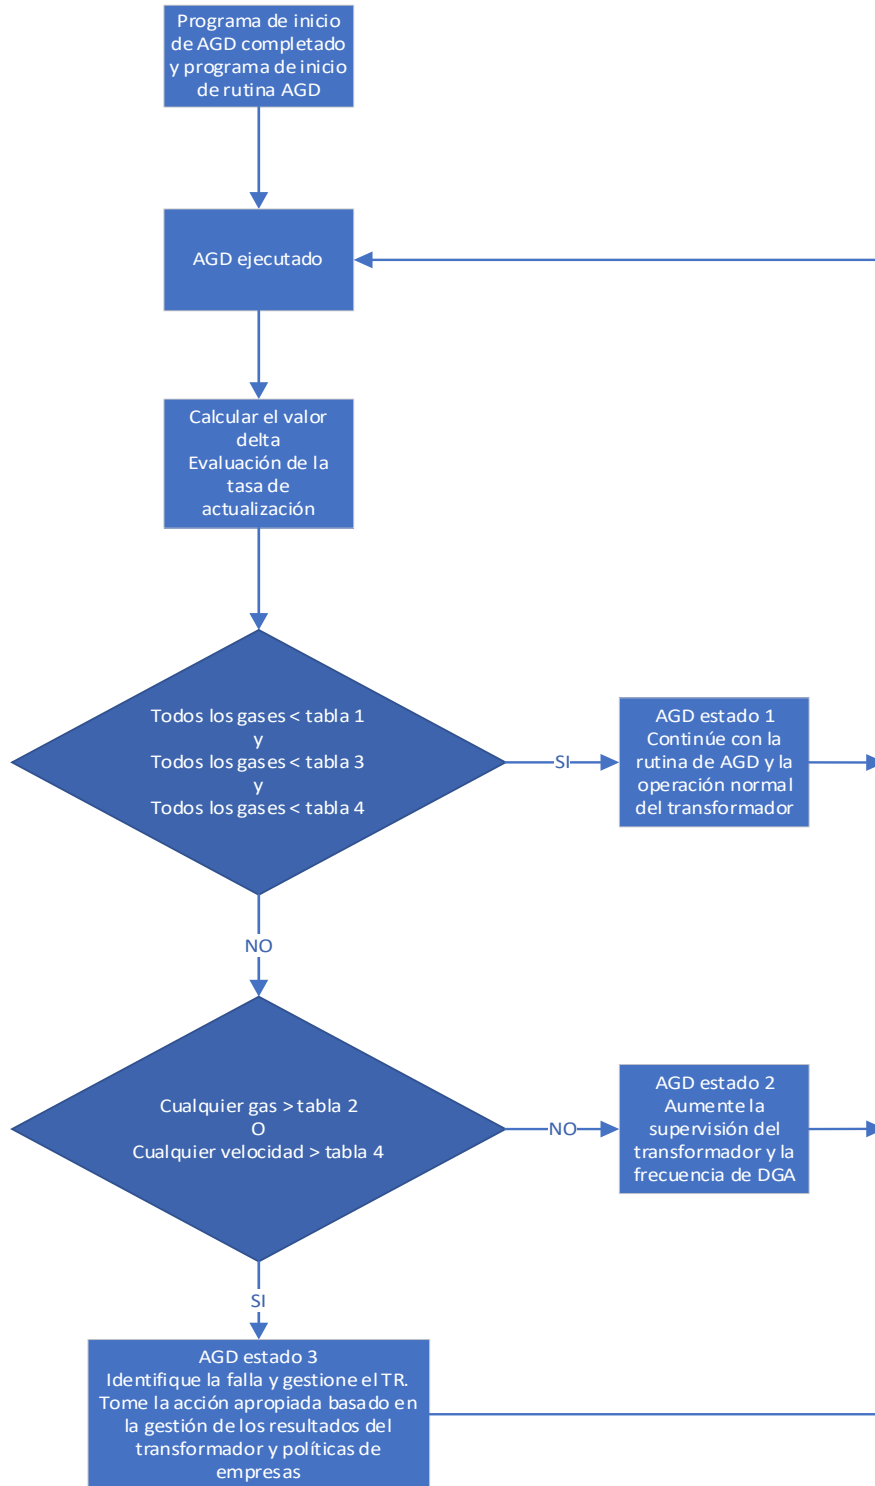 Programa de inicio
de AGD completado
y programa de inicio
de rutina AGD
AGD ejecutado
Calcular el valor
delta
Evaluación de la
tasa de
actualización
Todos los gases < tabla 1
y
Todos los gases < tabla 3
y
Todos los gases < tabla 4
SI
AGD estado 1
Continúe con la
rutina de AGD y la
operación normal
del transformador
NO
Cualquier gas > tabla 2
O
Cualquier velocidad > tabla 4
NO
AGD estado 2
Aumente la
supervisión del
transformador y la
frecuencia de DGA
SI
AGD estado 3
Identifique la falla y gestione el TR.
Tome la acción apropiada basado en
la gestión de los resultados del
transformador y políticas de
empresas